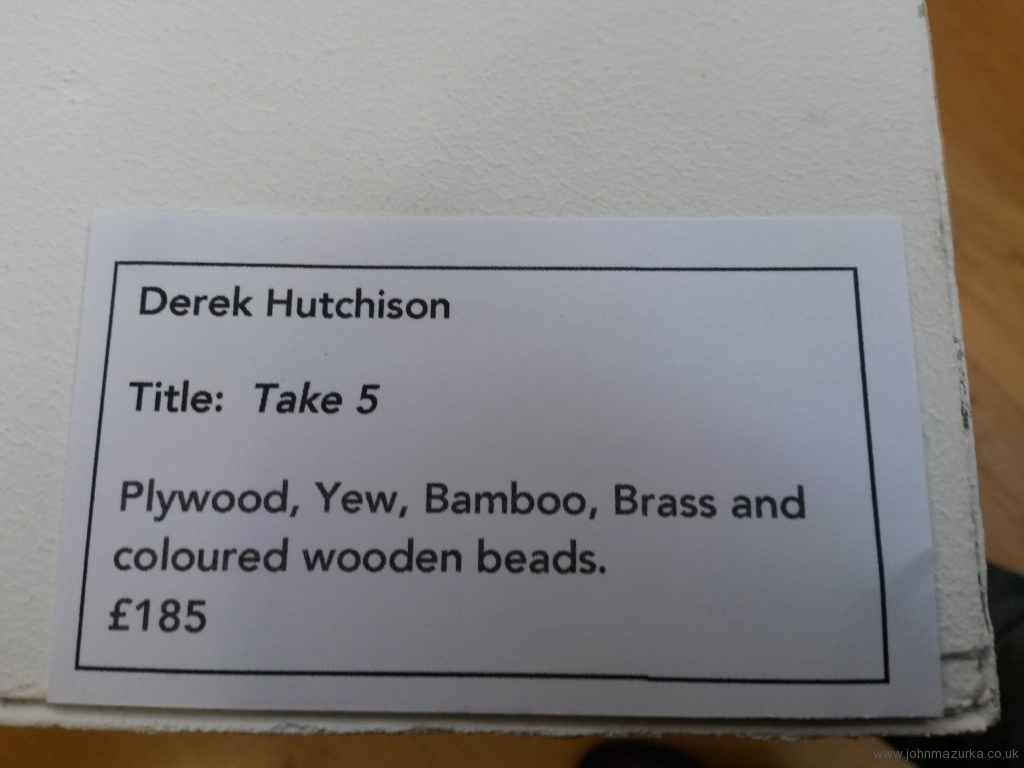 Derek Hutchison
Title: Take 5
Plywood, Yew, Bamboo, Brass and
coloured wooden beads.
£185
www.johnmazurka.co.uk